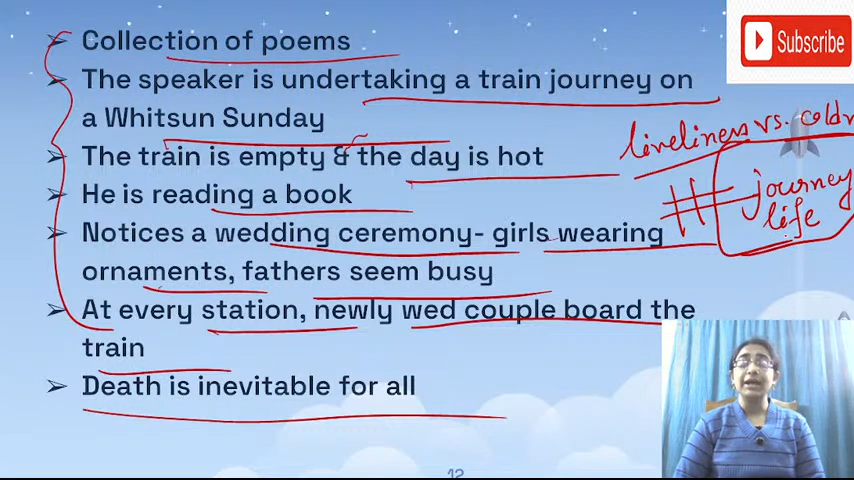 Subscribe
➢ Collection of poems
➢ The speaker is undertaking a train journey on
a Whitsun Sunday
➢ The train is empty & the day is hot
➢ He is reading a book
➢ Notices a wedding ceremony- girls wearing
ornaments, fathers seem busy
➢ At every station, newly wed couple board the
train
➢ Death is inevitable for all
liveliness vs. coldn
journey
life
12